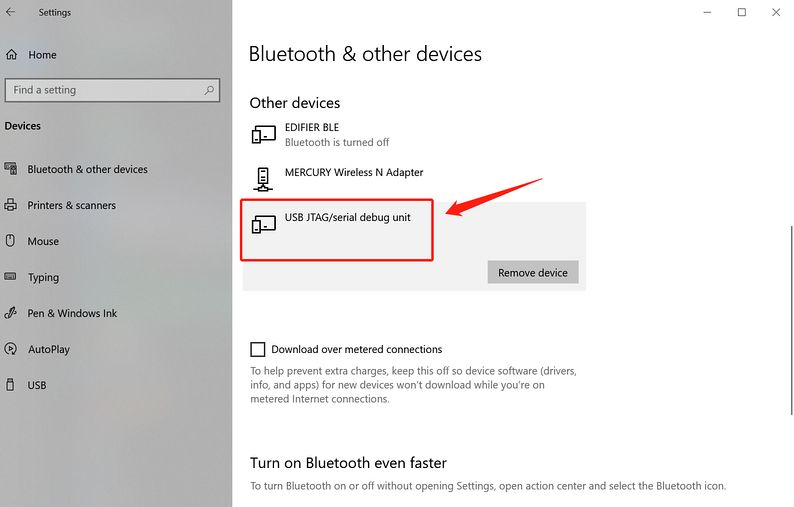 Settings
Home
Find a setting
Devices
Bluetooth & other devices
Printers & scanners
Mouse
Typing
Pen & Windows Ink
AutoPlay
USB
Bluetooth & other devices
Other devices
EDIFIER BLE
Bluetooth is turned off
MERCURY Wireless N Adapter
USB JTAG/serial debug unit
Remove device
Download over metered connections
To help prevent extra charges, keep this off so device software (drivers,
info, and apps) for new devices won't download while you're on
metered Internet connections.
Turn on Bluetooth even faster
To turn Bluetooth on or off without opening Settings, open action center and select the Bluetooth icon.